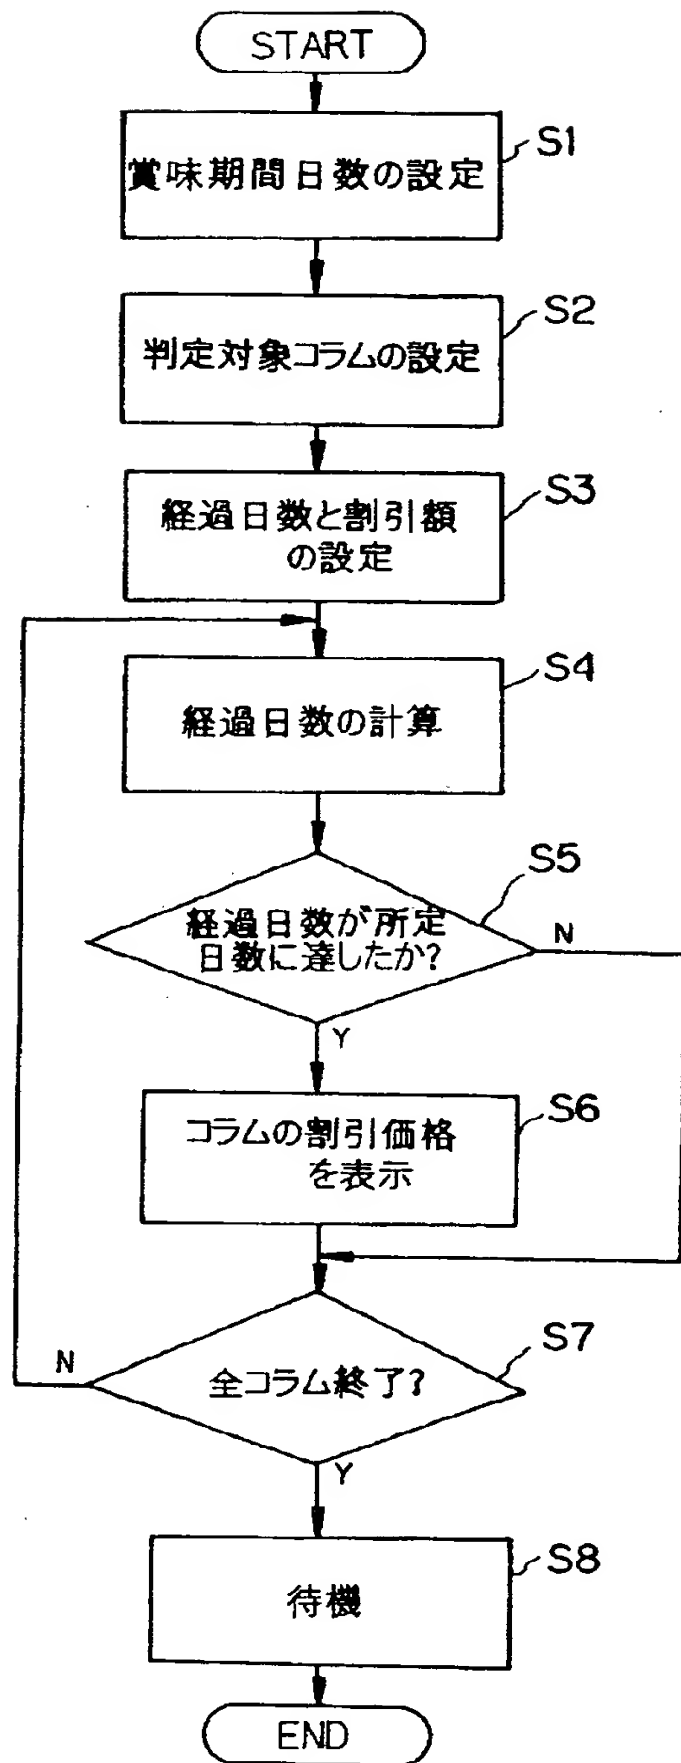 START
賞味期間日数の設定
S1
判定対象コラムの設定
S2
経過日数と割引額
の設定
S3
経過日数の計算
S4
経過日数が所定
日数に達したか?
S5
N
Y
コラムの割引価格
を表示
S6
全コラム終了?
S7
N
Y
待機
S8
END